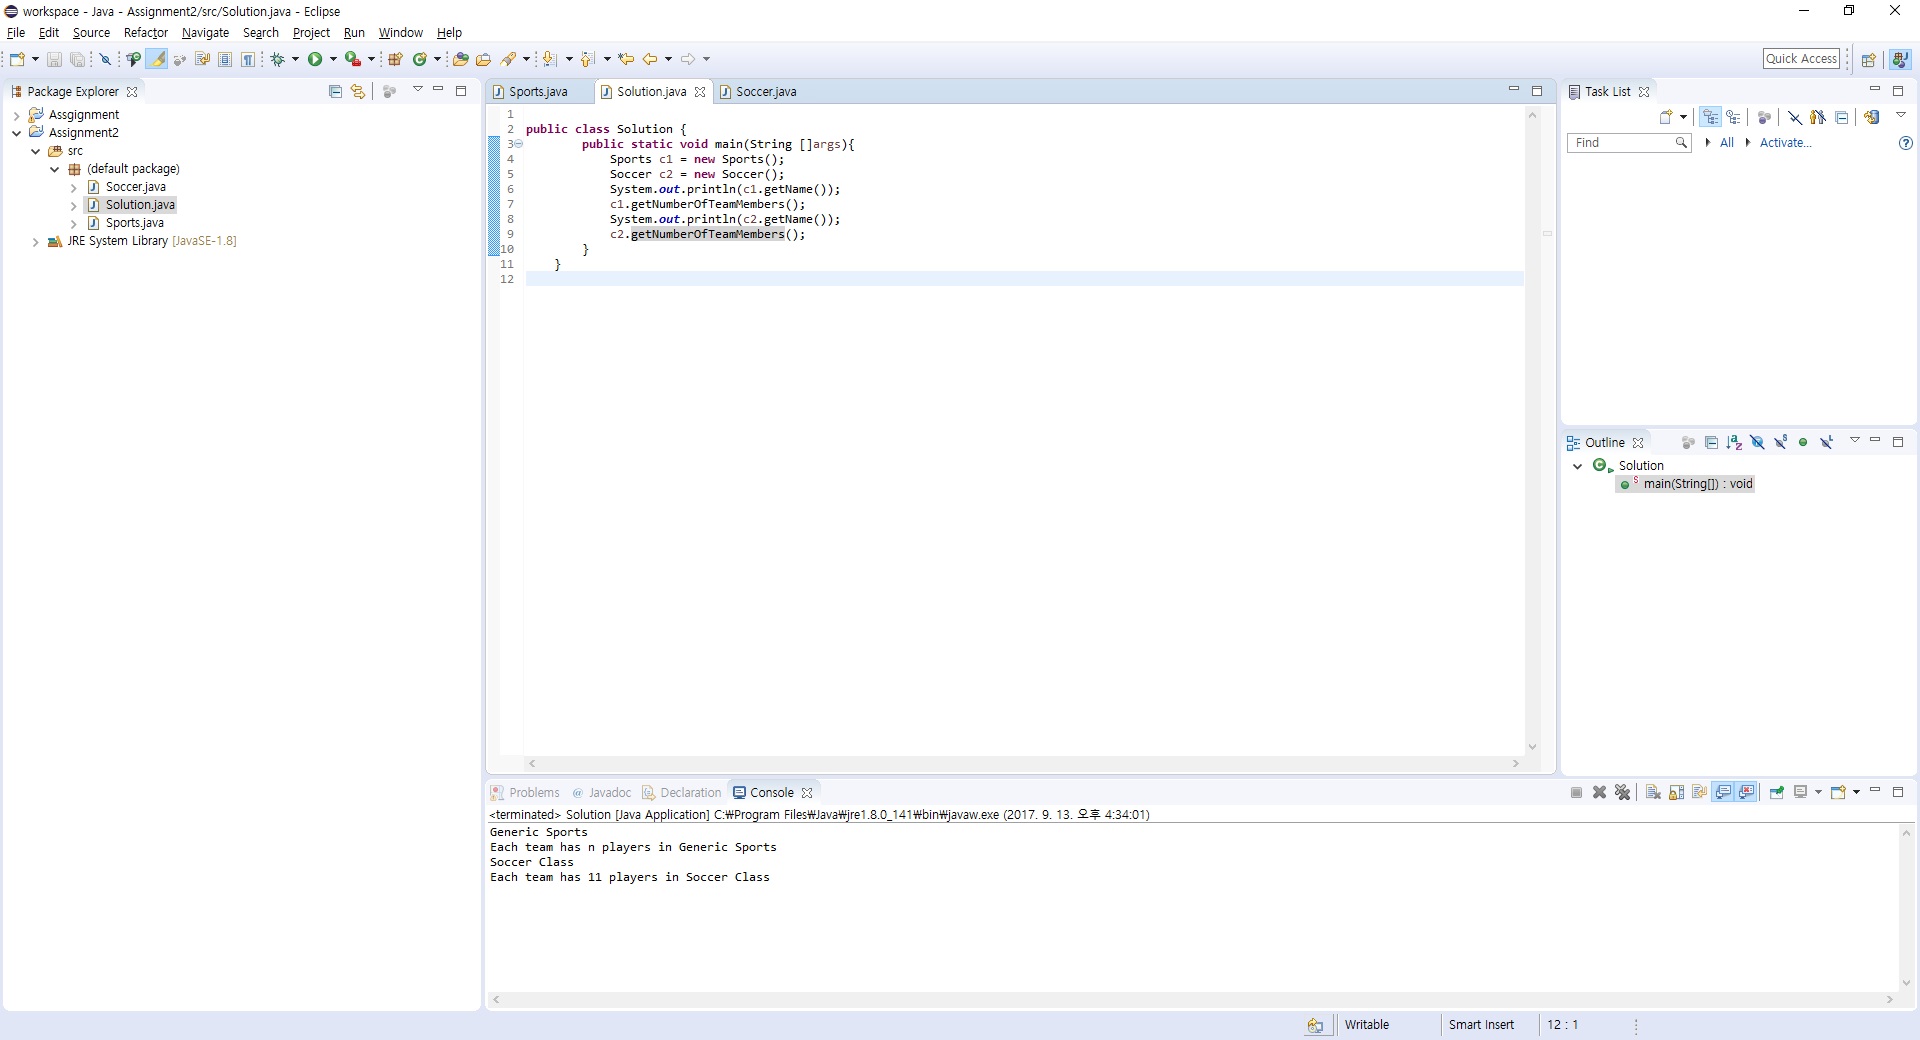 workspace - Java - Assignment2/src/Solution.java - Eclipse
File Edit Source Refactor Navigate Search Project Run Window Help
Quick Access
Package Explorer
Assgignment
Assignment2
src
(default package)
Soccer.java
Solution.java
Sports.java
JRE System Library [JavaSE-1.8]
Sports.java Solution.java Soccer.java
1
2 public class Solution {
3 public static void main(String []args){
4 Sports c1 = new Sports();
5 Soccer c2 = new Soccer();
6 System.out.println(c1.getName());
7 c1.getNumberOfTeamMembers();
8 System.out.println(c2.getName());
9 c2.getNumberOfTeamMembers();
10 }
11 }
12
Task List
Find All Activate...
Outline
Solution
main(String[]) : void
Problems Javadoc Declaration Console
<terminated> Solution [Java Application] C:₩Program Files₩Java₩jre1.8.0_141₩bin₩javaw.exe (2017. 9. 13. 오후 4:34:01)
Generic Sports
Each team has n players in Generic Sports
Soccer Class
Each team has 11 players in Soccer Class
Writable Smart Insert 12 : 1